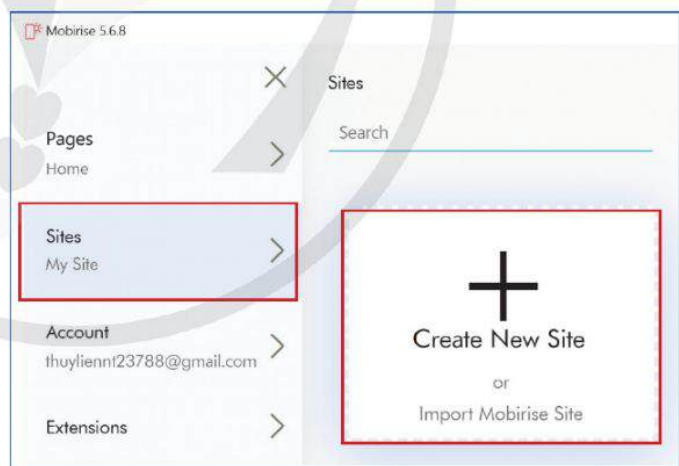 Mobirise 5.6.8
Pages
Home
Sites
My Site
Account
thuyliennt23788@gmail.com
Extensions
Sites
Search
Create New Site
or
Import Mobirise Site